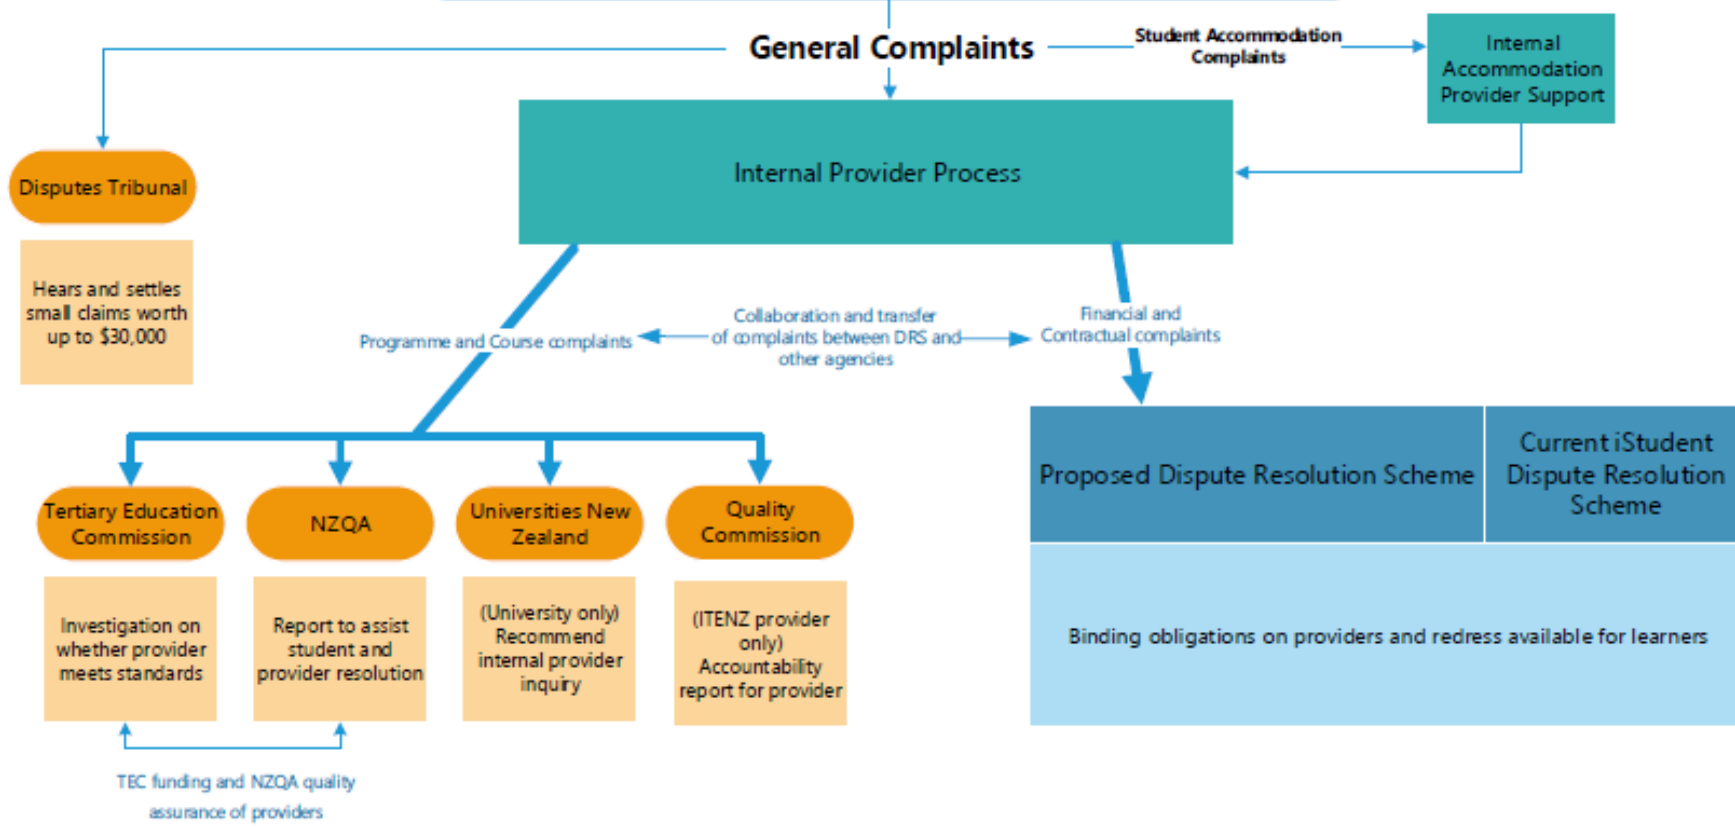 General Complaints
Student Accommodation
Complaints
Internal
Accommodation
Provider Support
Internal Provider Process
Disputes Tribunal
Hears and settles
small claims worth
up to $30,000
Programme and Course complaints
Collaboration and transfer
of complaints between DRS and
other agencies
Financial and
Contractual complaints
Proposed Dispute Resolution Scheme
Current iStudent
Dispute Resolution
Scheme
Binding obligations on providers and redress available for learners
Tertiary Education
Commission
NZQA
Universities New
Zealand
Quality
Commission
Investigation on
whether provider
meets standards
Report to assist
student and
provider resolution
(University only)
Recommend
internal provider
inquiry
(ITENZ provider
only)
Accountability
report for provider
TEC funding and NZQA quality
assurance of providers